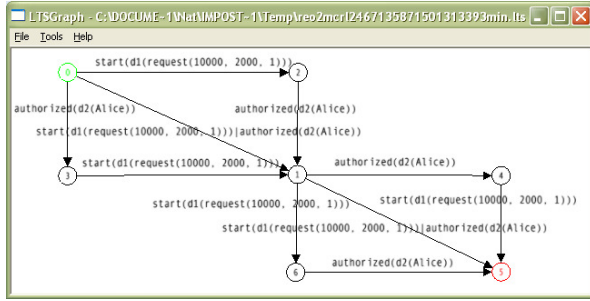 LTSGraph - C:\DOCUME~1\Nat\IMPOST~1\Temp\reo2mcrl2467135871501313393min.lts
File Tools Help
start(d1(request(10000, 2000, 1)))
0
2
authorized(d2(Alice))
authorized(d2(Alice))
start(d1(request(10000, 2000, 1)))|authorized(d2(Alice))
start(d1(request(10000, 2000, 1)))
authorized(d2(Alice))
3
1
4
start(d1(request(10000, 2000, 1)))
start(d1(request(10000, 2000, 1)))
start(d1(request(10000, 2000, 1)))|authorized(d2(Alice))
authorized(d2(Alice))
6
5